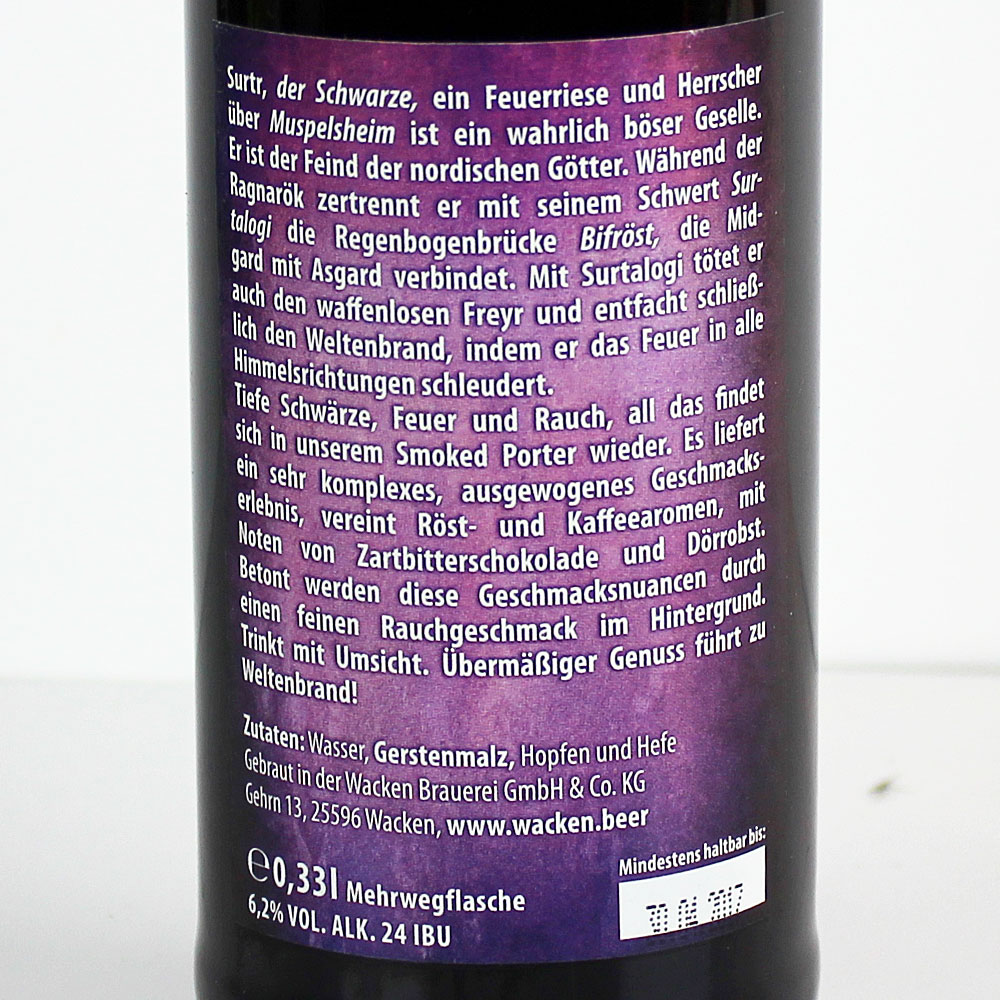 Surtr, der Schwarze, ein Feuerriese und Herrscher
über Muspelsheim ist ein wahrlich böser Geselle.
Er ist der Feind der nordischen Götter. Während der
Ragnarök zertrennt er mit seinem Schwert Sur-
talogi die Regenbogenbrücke Bifröst, die Mid-
gard mit Asgard verbindet. Mit Surtalogi tötet er
auch den waffenlosen Freyr und entfacht schließ-
lich den Weltenbrand, indem er das Feuer in alle
Himmelsrichtungen schleudert.
Tiefe Schwärze, Feuer und Rauch, all das findet
sich in unserem Smoked Porter wieder. Es liefert
ein sehr komplexes, ausgewogenes Geschmacks-
erlebnis, vereint Röst- und Kaffeearomen, mit
Noten von Zartbitterschokolade und Dörrobst.
Betont werden diese Geschmacksnuancen durch
einen feinen Rauchgeschmack im Hintergrund.
Trinkt mit Umsicht. Übermäßiger Genuss führt zu
Weltenbrand!
Zutaten: Wasser, Gerstenmalz, Hopfen und Hefe
Gebraut in der Wacken Brauerei GmbH & Co. KG
Gehrn 13, 25596 Wacken, www.wacken.beer
℮0,33l Mehrwegflasche
6,2% VOL. ALK. 24 IBU
Mindestens haltbar bis:
2017